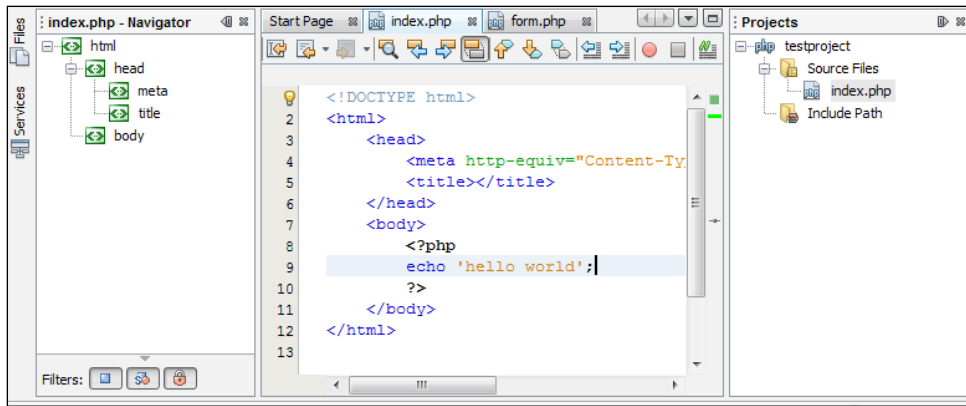 Files
Services
index.php - Navigator
html
head
meta
title
body
Filters:
Start Page
index.php
form.php
<!DOCTYPE html>
2 <html>
3 <head>
4 <meta http-equiv="Content-Ty
5 <title></title>
6 </head>
7 <body>
8 <?php
9 echo 'hello world';
10 ?>
11 </body>
12 </html>
13
Projects
testproject
Source Files
index.php
Include Path